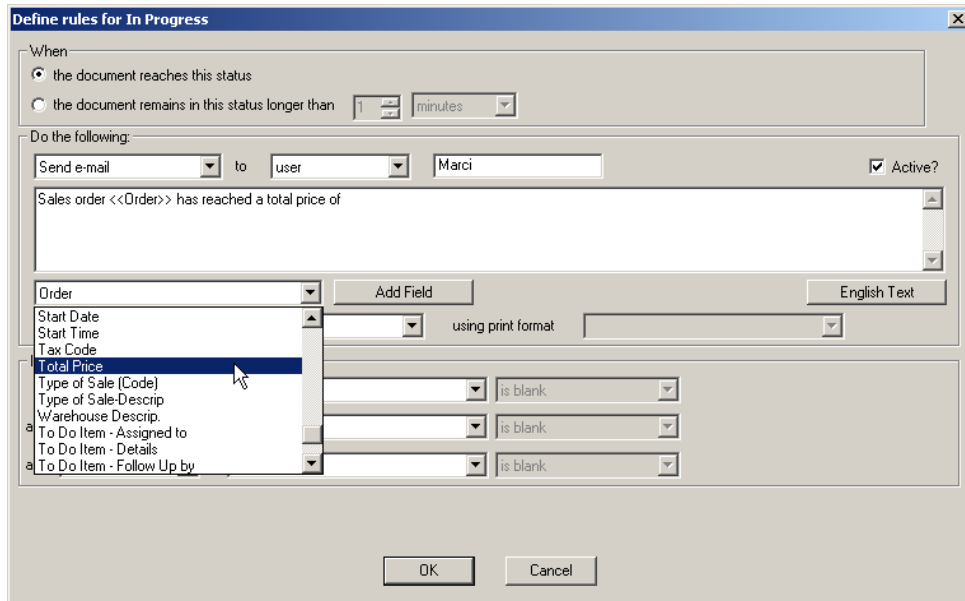 Define rules for In Progress
When
the document reaches this status
the document remains in this status longer than 1 minutes
Do the following:
Send e-mail to user Marci Active?
Sales order <<Order>> has reached a total price of
Order Add Field English Text
Start Date
Start Time
using print format
Tax Code
Total Price
Type of Sale (Code)
is blank
Type of Sale-Descrip
Warehouse Descrip.
To Do Item - Assigned to
is blank
To Do Item - Details
To Do Item - Follow Up by
is blank
OK Cancel